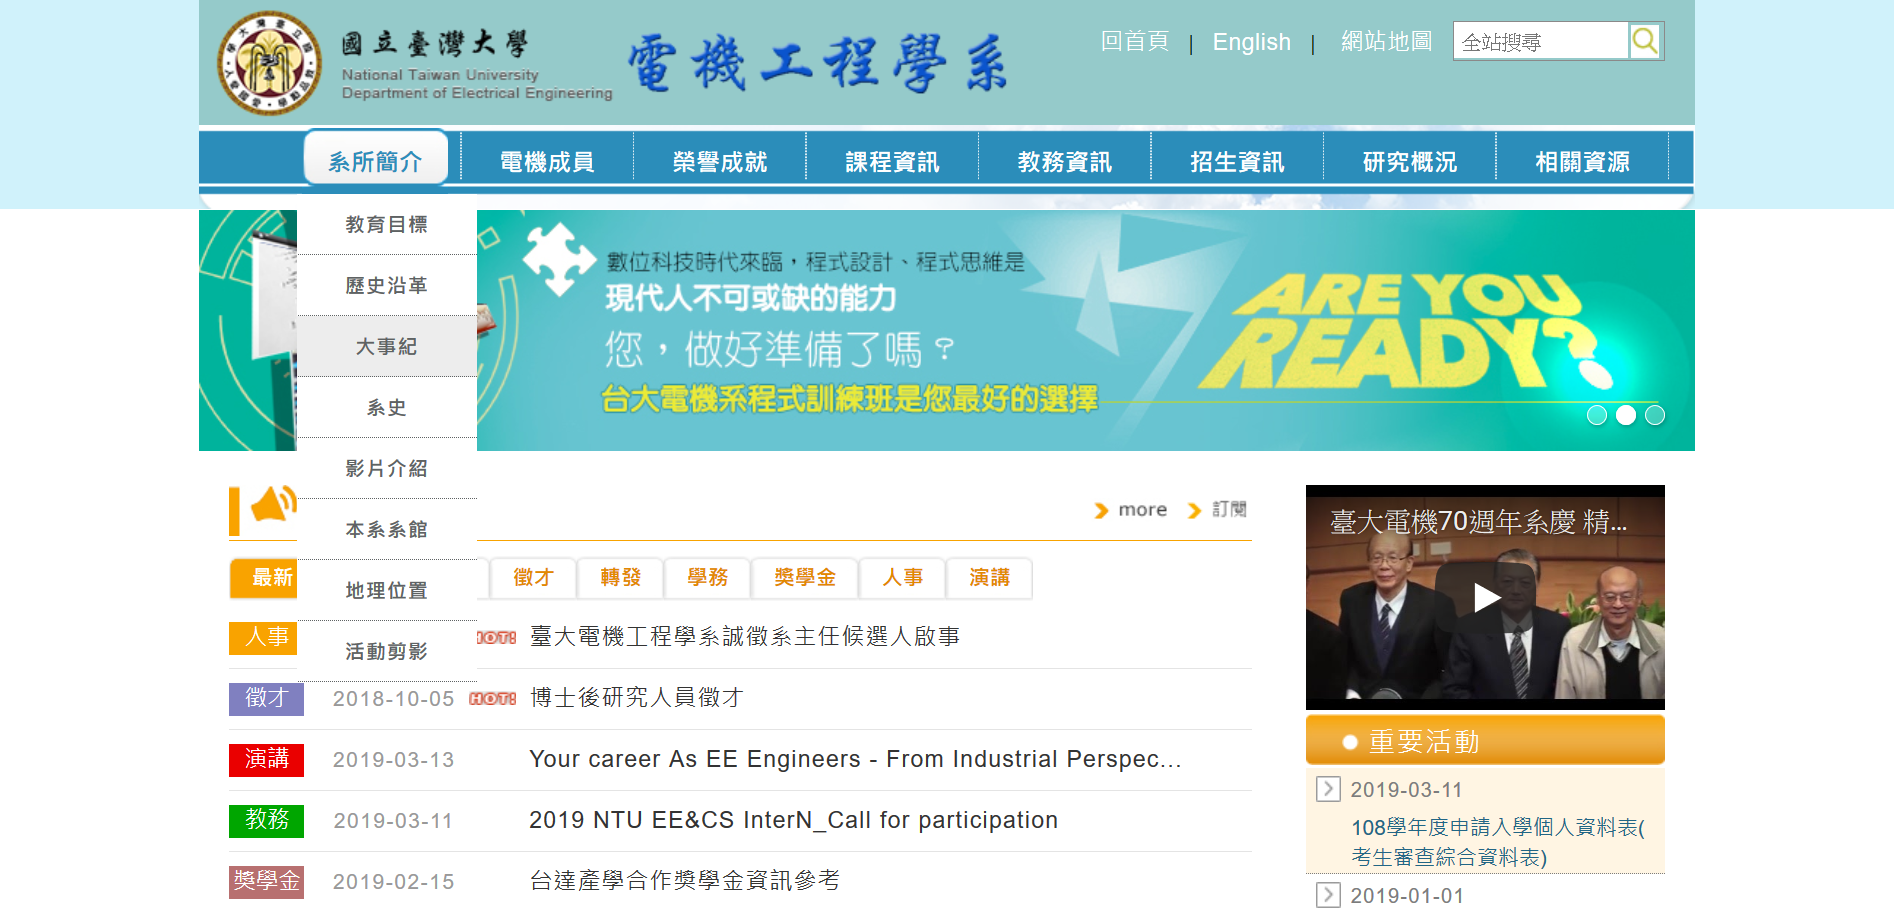 國立臺灣大學
National Taiwan University
Department of Electrical Engineering
電機工程學系
回首頁 | English | 網站地圖
全站搜尋
系所簡介 電機成員 榮譽成就 課程資訊 教務資訊 招生資訊 研究概況 相關資源
教育目標
歷史沿革
大事紀
系史
影片介紹
本系系館
地理位置
活動剪影
數位科技時代來臨，程式設計、程式思維是
現代人不可或缺的能力
您，做好準備了嗎？
台大電機系程式訓練班是您最好的選擇
ARE YOU
READY?
more 訂閱
最新 徵才 轉發 學務 獎學金 人事 演講
人事 HOT! 臺大電機工程學系誠徵系主任候選人啟事
徵才 2018-10-05 HOT! 博士後研究人員徵才
演講 2019-03-13 Your career As EE Engineers - From Industrial Perspec...
教務 2019-03-11 2019 NTU EE&CS InterN_Call for participation
獎學金 2019-02-15 台達產學合作獎學金資訊參考
臺大電機70週年系慶 精...
重要活動
2019-03-11
108學年度申請入學個人資料表(
考生審查綜合資料表)
2019-01-01